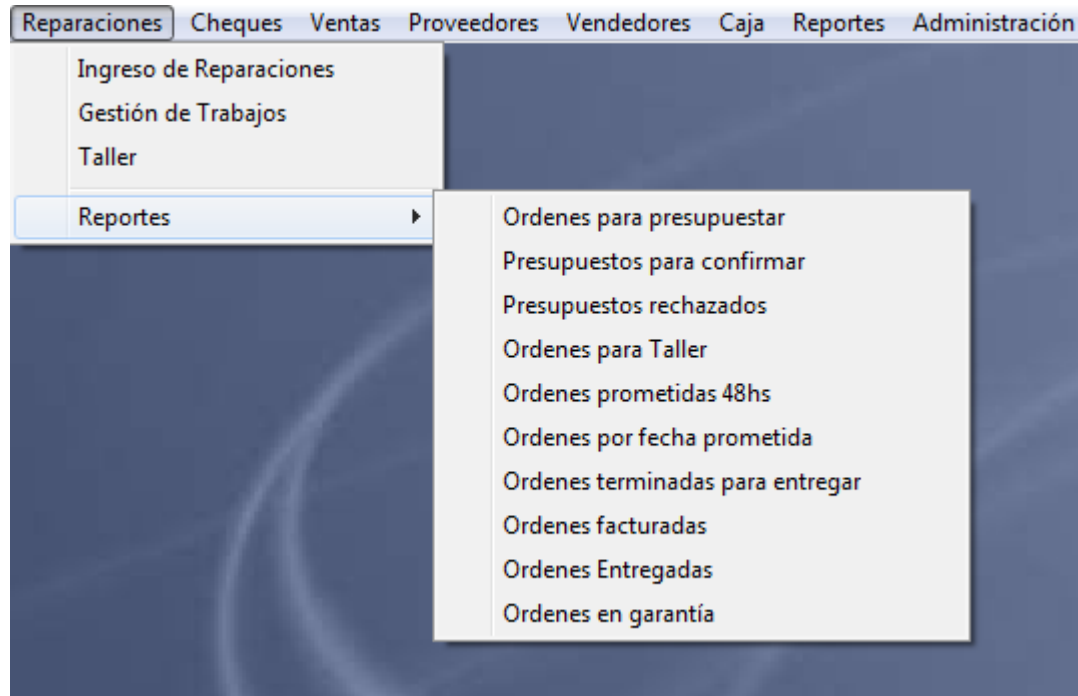 Reparaciones Cheques Ventas Proveedores Vendedores Caja Reportes Administración
Ingreso de Reparaciones
Gestión de Trabajos
Taller
Reportes
Ordenes para presupuestar
Presupuestos para confirmar
Presupuestos rechazados
Ordenes para Taller
Ordenes prometidas 48hs
Ordenes por fecha prometida
Ordenes terminadas para entregar
Ordenes facturadas
Ordenes Entregadas
Ordenes en garantía